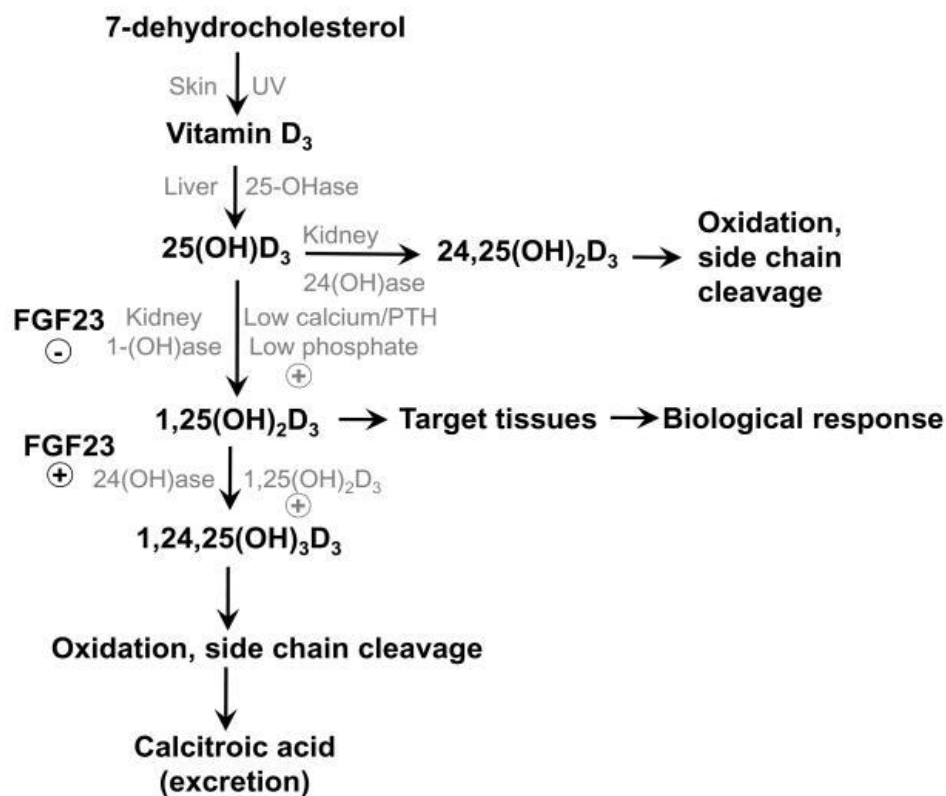 7-dehydrocholesterol
Skin UV
Vitamin D₃
Liver 25-OHase
25(OH)D₃
Kidney
24(OH)ase
24,25(OH)₂D₃
Oxidation,
side chain
cleavage
FGF23
-
Kidney
1-(OH)ase
Low calcium/PTH
Low phosphate
+
1,25(OH)₂D₃
Target tissues
Biological response
FGF23
+
24(OH)ase
1,25(OH)₂D₃
+
1,24,25(OH)₃D₃
Oxidation, side chain cleavage
Calcitroic acid
(excretion)